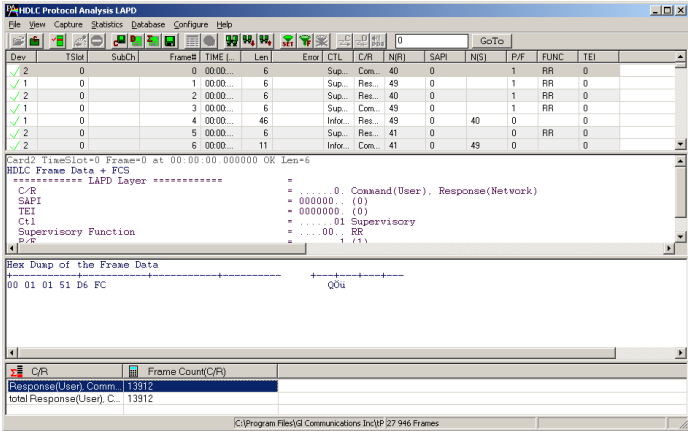 HDLC Protocol Analysis LAPD
File View Capture Statistics Database Configure Help
0 GoTo
Dev TSlot SubCh Frame# TIME (... Len Error CTL C/R N(R) SAPI N(S) P/F FUNC TEI
2 0 0 00:00:... 6 Sup... Com... 40 0 1 RR 0
1 0 1 00:00:... 6 Sup... Res... 49 0 1 RR 0
2 0 2 00:00:... 6 Sup... Res... 40 0 1 RR 0
1 0 3 00:00:... 6 Sup... Com... 49 0 1 RR 0
1 0 4 00:00:... 46 Infor... Res... 49 0 40 0 0
2 0 5 00:00:... 6 Sup... Res... 41 0 0 RR 0
2 0 6 00:00:... 11 Infor... Com... 41 0 49 0 0
Card2 TimeSlot=0 Frame=0 at 00:00:00.000000 OK Len=6
HDLC Frame Data + FCS
============ LAPD Layer ============ =
C/R = ......0. Command(User), Response(Network)
SAPI = 000000.. (0)
TEI = 0000000. (0)
Ctl = ......01 Supervisory
Supervisory Function = ....00.. RR
P/F = .......1 (1)
Hex Dump of the Frame Data
+-----------+-----------+-----------+---------- +---+---+---+---
00 01 01 51 D6 FC QÖü
C/R Frame Count(C/R)
Response(User), Comm... 13912
total Response(User), C... 13912
C:\Program Files\Gl Communications Inc\tP 27 946 Frames